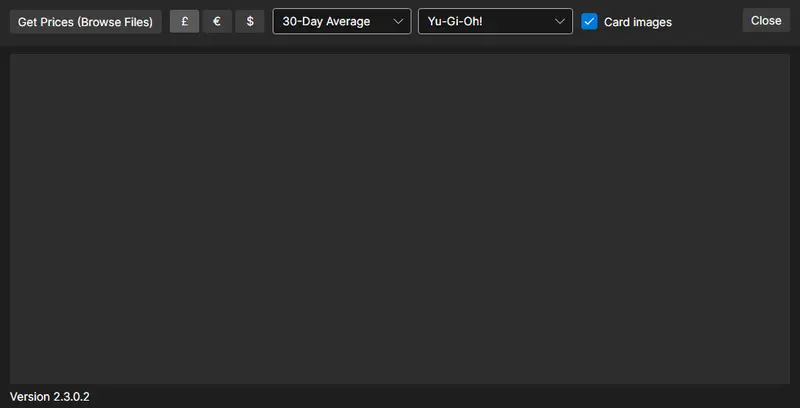 Get Prices (Browse Files) £ € $ 30-Day Average Yu-Gi-Oh! Card images Close
Version 2.3.0.2